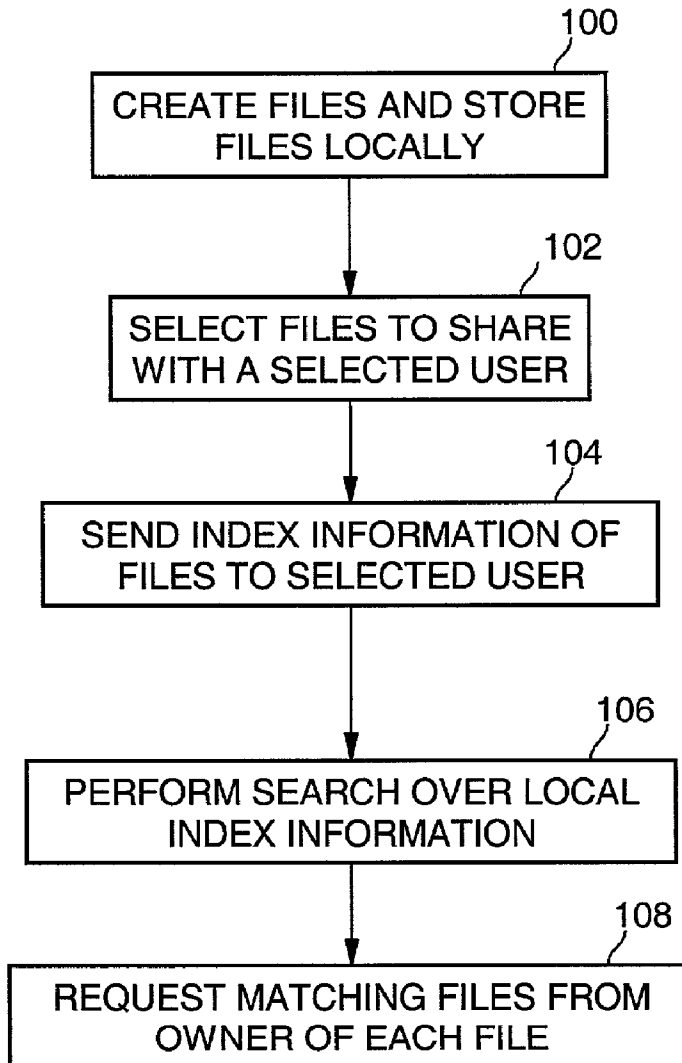 100
CREATE FILES AND STORE
FILES LOCALLY
102
SELECT FILES TO SHARE
WITH A SELECTED USER
104
SEND INDEX INFORMATION OF
FILES TO SELECTED USER
106
PERFORM SEARCH OVER LOCAL
INDEX INFORMATION
108
REQUEST MATCHING FILES FROM
OWNER OF EACH FILE